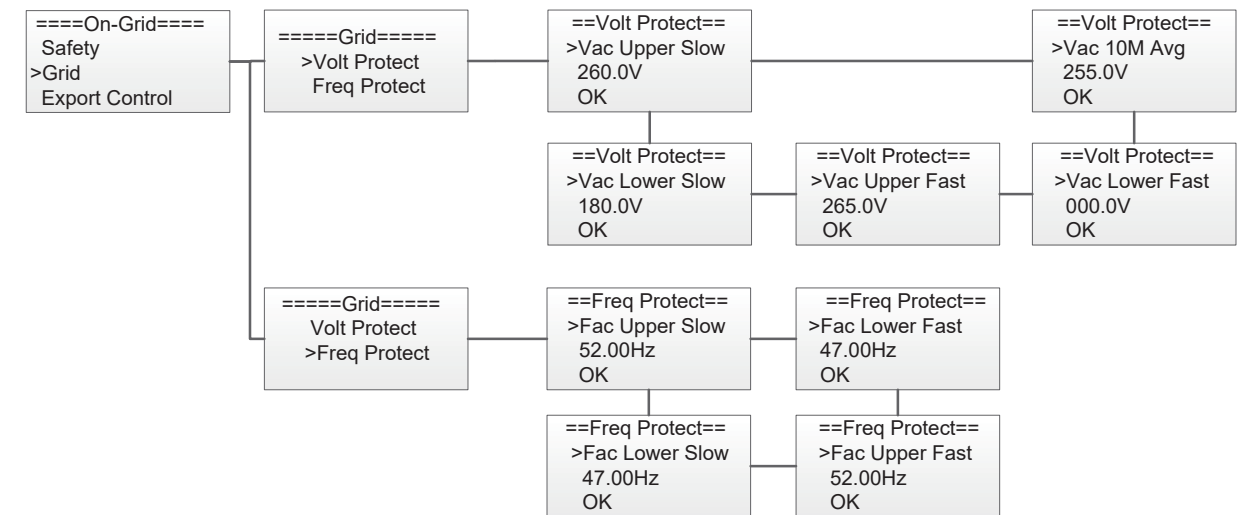 ====On-Grid====
Safety
>Grid
Export Control
=====Grid=====
>Volt Protect
Freq Protect
==Volt Protect==
>Vac Upper Slow
260.0V
OK
==Volt Protect==
>Vac 10M Avg
255.0V
OK
==Volt Protect==
>Vac Lower Slow
180.0V
OK
==Volt Protect==
>Vac Upper Fast
265.0V
OK
==Volt Protect==
>Vac Lower Fast
000.0V
OK
=====Grid=====
Volt Protect
>Freq Protect
==Freq Protect==
>Fac Upper Slow
52.00Hz
OK
==Freq Protect==
>Fac Lower Fast
47.00Hz
OK
==Freq Protect==
>Fac Lower Slow
47.00Hz
OK
==Freq Protect==
>Fac Upper Fast
52.00Hz
OK